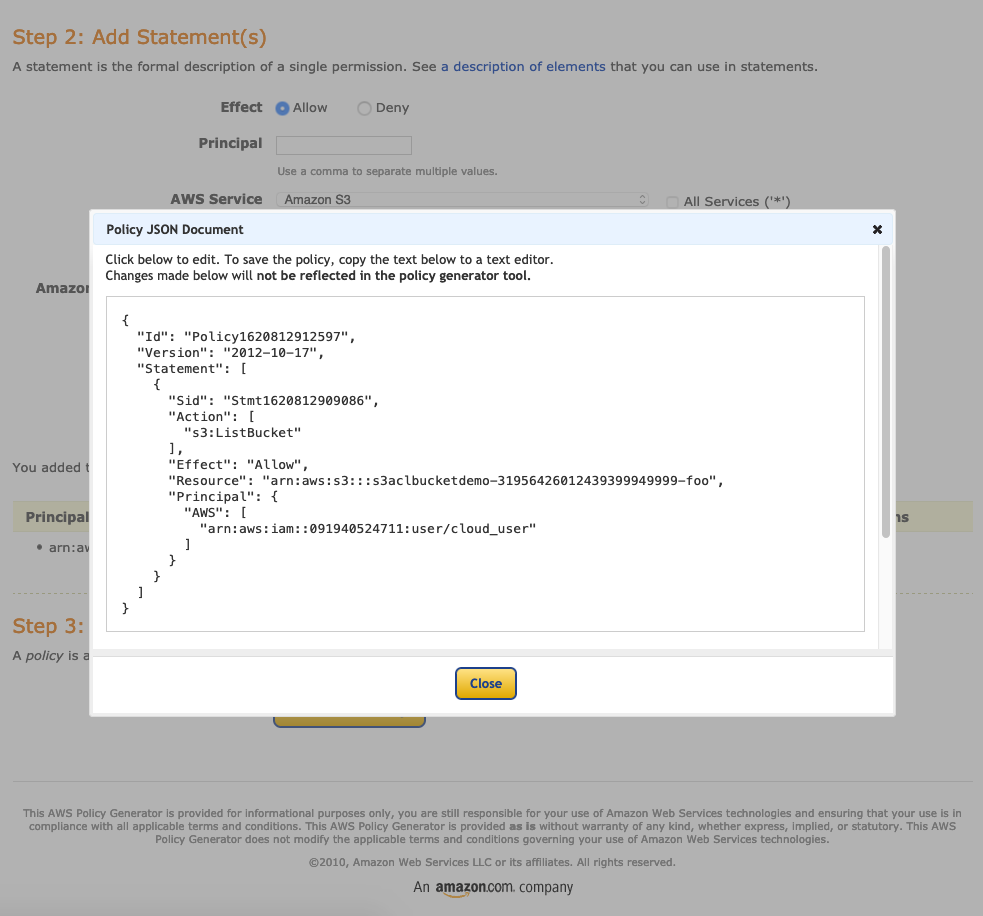 Step 2: Add Statement(s)
A statement is the formal description of a single permission. See a description of elements that you can use in statements.
Effect Allow Deny
Principal
Use a comma to separate multiple values.
AWS Service Amazon S3 All Services ('*')
Policy JSON Document ✖
Click below to edit. To save the policy, copy the text below to a text editor.
Changes made below will not be reflected in the policy generator tool.
Amazon
{
  "Id": "Policy1620812912597",
  "Version": "2012-10-17",
  "Statement": [
    {
      "Sid": "Stmt1620812909086",
      "Action": [
        "s3:ListBucket"
      ],
      "Effect": "Allow",
      "Resource": "arn:aws:s3:::s3aclbucketdemo-31956426012439399949999-foo",
      "Principal": {
        "AWS": [
          "arn:aws:iam::091940524711:user/cloud_user"
        ]
      }
    }
  ]
}
You added
Principal
• arn:aw
Step 3:
A policy is a
Close
This AWS Policy Generator is provided for informational purposes only, you are still responsible for your use of Amazon Web Services technologies and ensuring that your use is in
compliance with all applicable terms and conditions. This AWS Policy Generator is provided as is without warranty of any kind, whether express, implied, or statutory. This AWS
Policy Generator does not modify the applicable terms and conditions governing your use of Amazon Web Services technologies.
©2010, Amazon Web Services LLC or its affiliates. All rights reserved.
An amazon.com. company